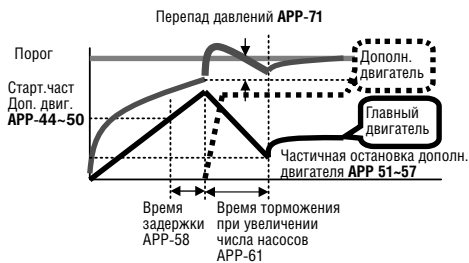 Перепад давлений APP-71
Порог
Дополн.
двигатель
Старт.част
Доп. двиг.
APP-44~50
Главный
двигатель
Частичная остановка дополн.
двигателя APP 51~57
Время
задержки
APP-58
Время торможения
при увеличении
числа насосов
APP-61